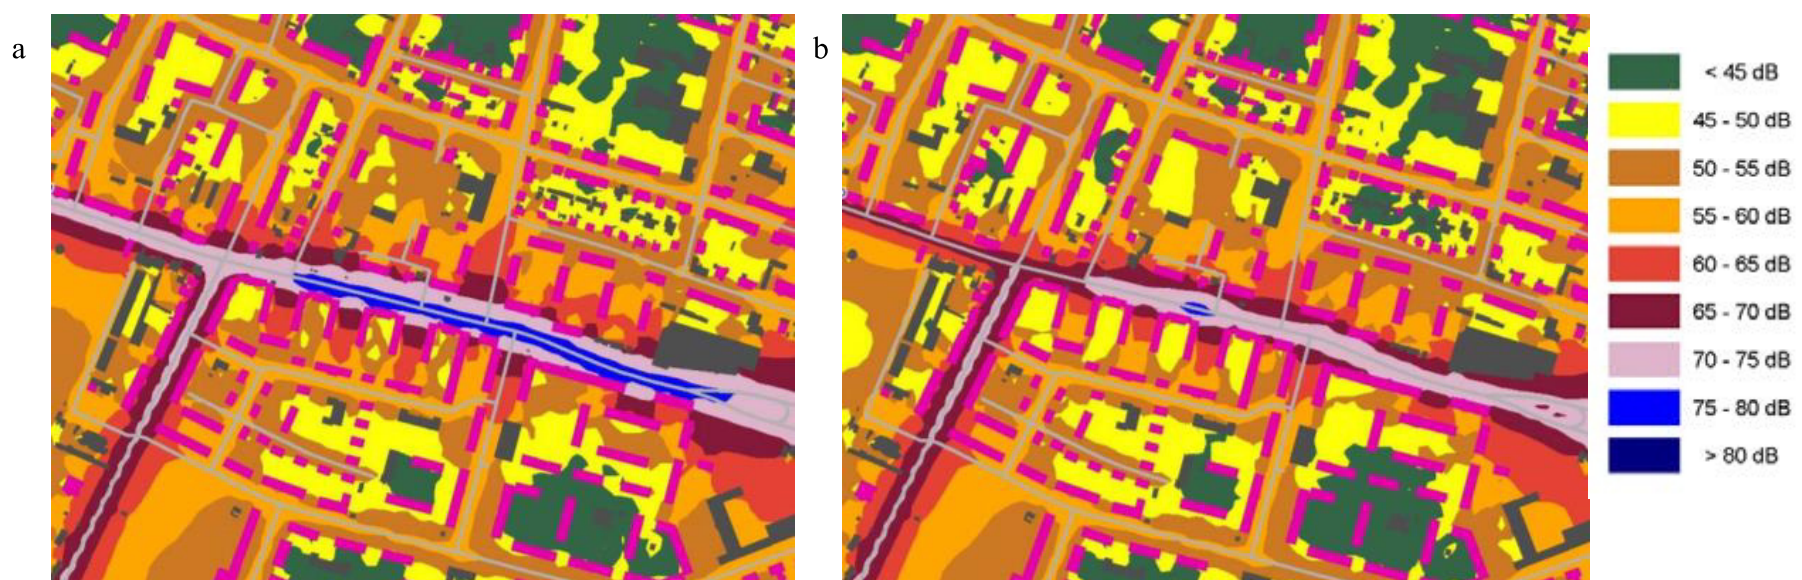 a
b
< 45 dB
45 - 50 dB
50 - 55 dB
55 - 60 dB
60 - 65 dB
65 - 70 dB
70 - 75 dB
75 - 80 dB
> 80 dB